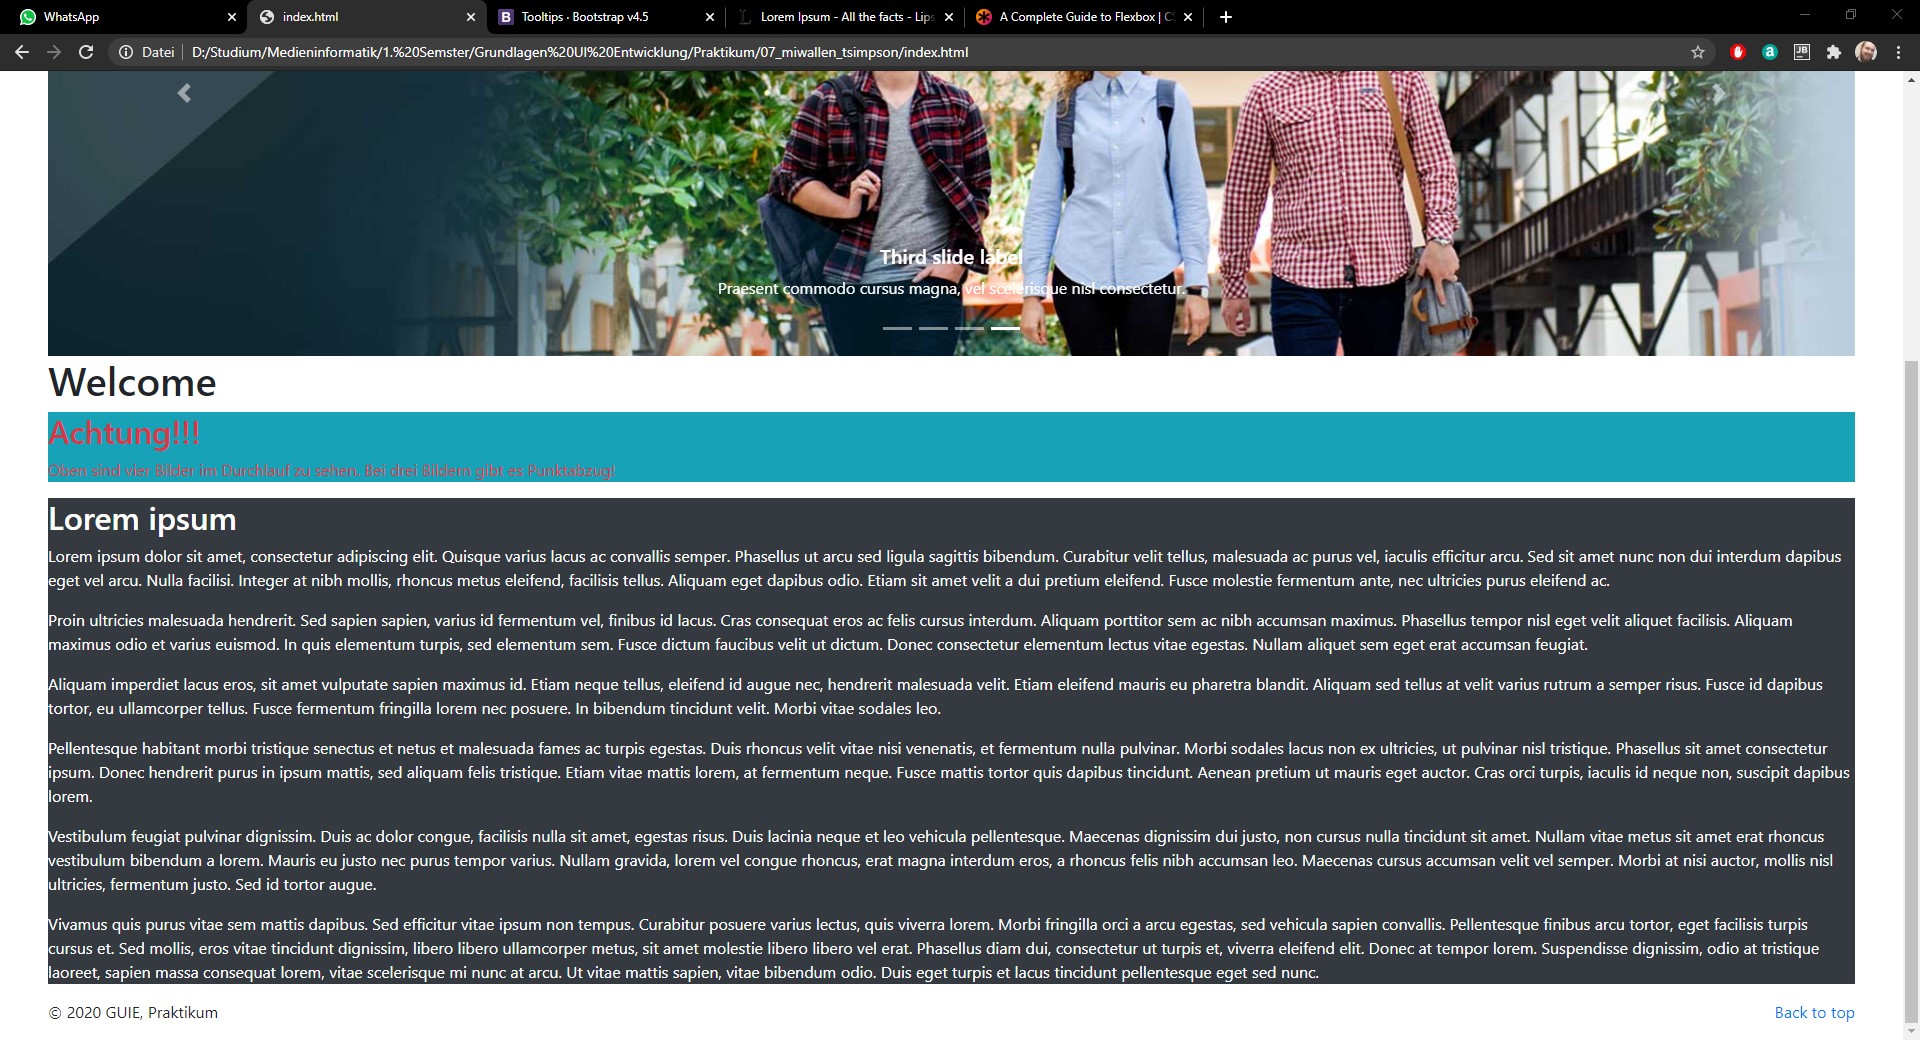 WhatsApp
index.html
Tooltips · Bootstrap v4.5
Lorem Ipsum - All the facts - Lips
A Complete Guide to Flexbox | CS
Datei
D:/Studium/Medieninformatik/1.%20Semster/Grundlagen%20UI%20Entwicklung/Praktikum/07_miwallen_tsimpson/index.html
Third slide label
Praesent commodo cursus magna, vel scelerisque nisl consectetur.
Welcome
Achtung!!!
Oben sind vier Bilder im Durchlauf zu sehen. Bei drei Bildern gibt es Punktabzug!
Lorem ipsum
Lorem ipsum dolor sit amet, consectetur adipiscing elit. Quisque varius lacus ac convallis semper. Phasellus ut arcu sed ligula sagittis bibendum. Curabitur velit tellus, malesuada ac purus vel, iaculis efficitur arcu. Sed sit amet nunc non dui interdum dapibus
eget vel arcu. Nulla facilisi. Integer at nibh mollis, rhoncus metus eleifend, facilisis tellus. Aliquam eget dapibus odio. Etiam sit amet velit a dui pretium eleifend. Fusce molestie fermentum ante, nec ultricies purus eleifend ac.
Proin ultricies malesuada hendrerit. Sed sapien sapien, varius id fermentum vel, finibus id lacus. Cras consequat eros ac felis cursus interdum. Aliquam porttitor sem ac nibh accumsan maximus. Phasellus tempor nisl eget velit aliquet facilisis. Aliquam
maximus odio et varius euismod. In quis elementum turpis, sed elementum sem. Fusce dictum faucibus velit ut dictum. Donec consectetur elementum lectus vitae egestas. Nullam aliquet sem eget erat accumsan feugiat.
Aliquam imperdiet lacus eros, sit amet vulputate sapien maximus id. Etiam neque tellus, eleifend id augue nec, hendrerit malesuada velit. Etiam eleifend mauris eu pharetra blandit. Aliquam sed tellus at velit varius rutrum a semper risus. Fusce id dapibus
tortor, eu ullamcorper tellus. Fusce fermentum fringilla lorem nec posuere. In bibendum tincidunt velit. Morbi vitae sodales leo.
Pellentesque habitant morbi tristique senectus et netus et malesuada fames ac turpis egestas. Duis rhoncus velit vitae nisi venenatis, et fermentum nulla pulvinar. Morbi sodales lacus non ex ultricies, ut pulvinar nisl tristique. Phasellus sit amet consectetur
ipsum. Donec hendrerit purus in ipsum mattis, sed aliquam felis tristique. Etiam vitae mattis lorem, at fermentum neque. Fusce mattis tortor quis dapibus tincidunt. Aenean pretium ut mauris eget auctor. Cras orci turpis, iaculis id neque non, suscipit dapibus
lorem.
Vestibulum feugiat pulvinar dignissim. Duis ac dolor congue, facilisis nulla sit amet, egestas risus. Duis lacinia neque et leo vehicula pellentesque. Maecenas dignissim dui justo, non cursus nulla tincidunt sit amet. Nullam vitae metus sit amet erat rhoncus
vestibulum bibendum a lorem. Mauris eu justo nec purus tempor varius. Nullam gravida, lorem vel congue rhoncus, erat magna interdum eros, a rhoncus felis nibh accumsan leo. Maecenas cursus accumsan velit vel semper. Morbi at nisi auctor, mollis nisl
ultricies, fermentum justo. Sed id tortor augue.
Vivamus quis purus vitae sem mattis dapibus. Sed efficitur vitae ipsum non tempus. Curabitur posuere varius lectus, quis viverra lorem. Morbi fringilla orci a arcu egestas, sed vehicula sapien convallis. Pellentesque finibus arcu tortor, eget facilisis turpis
cursus et. Sed mollis, eros vitae tincidunt dignissim, libero libero ullamcorper metus, sit amet molestie libero libero vel erat. Phasellus diam dui, consectetur ut turpis et, viverra eleifend elit. Donec at tempor lorem. Suspendisse dignissim, odio at tristique
laoreet, sapien massa consequat lorem, vitae scelerisque mi nunc at arcu. Ut vitae mattis sapien, vitae bibendum odio. Duis eget turpis et lacus tincidunt pellentesque eget sed nunc.
© 2020 GUIE, Praktikum
Back to top